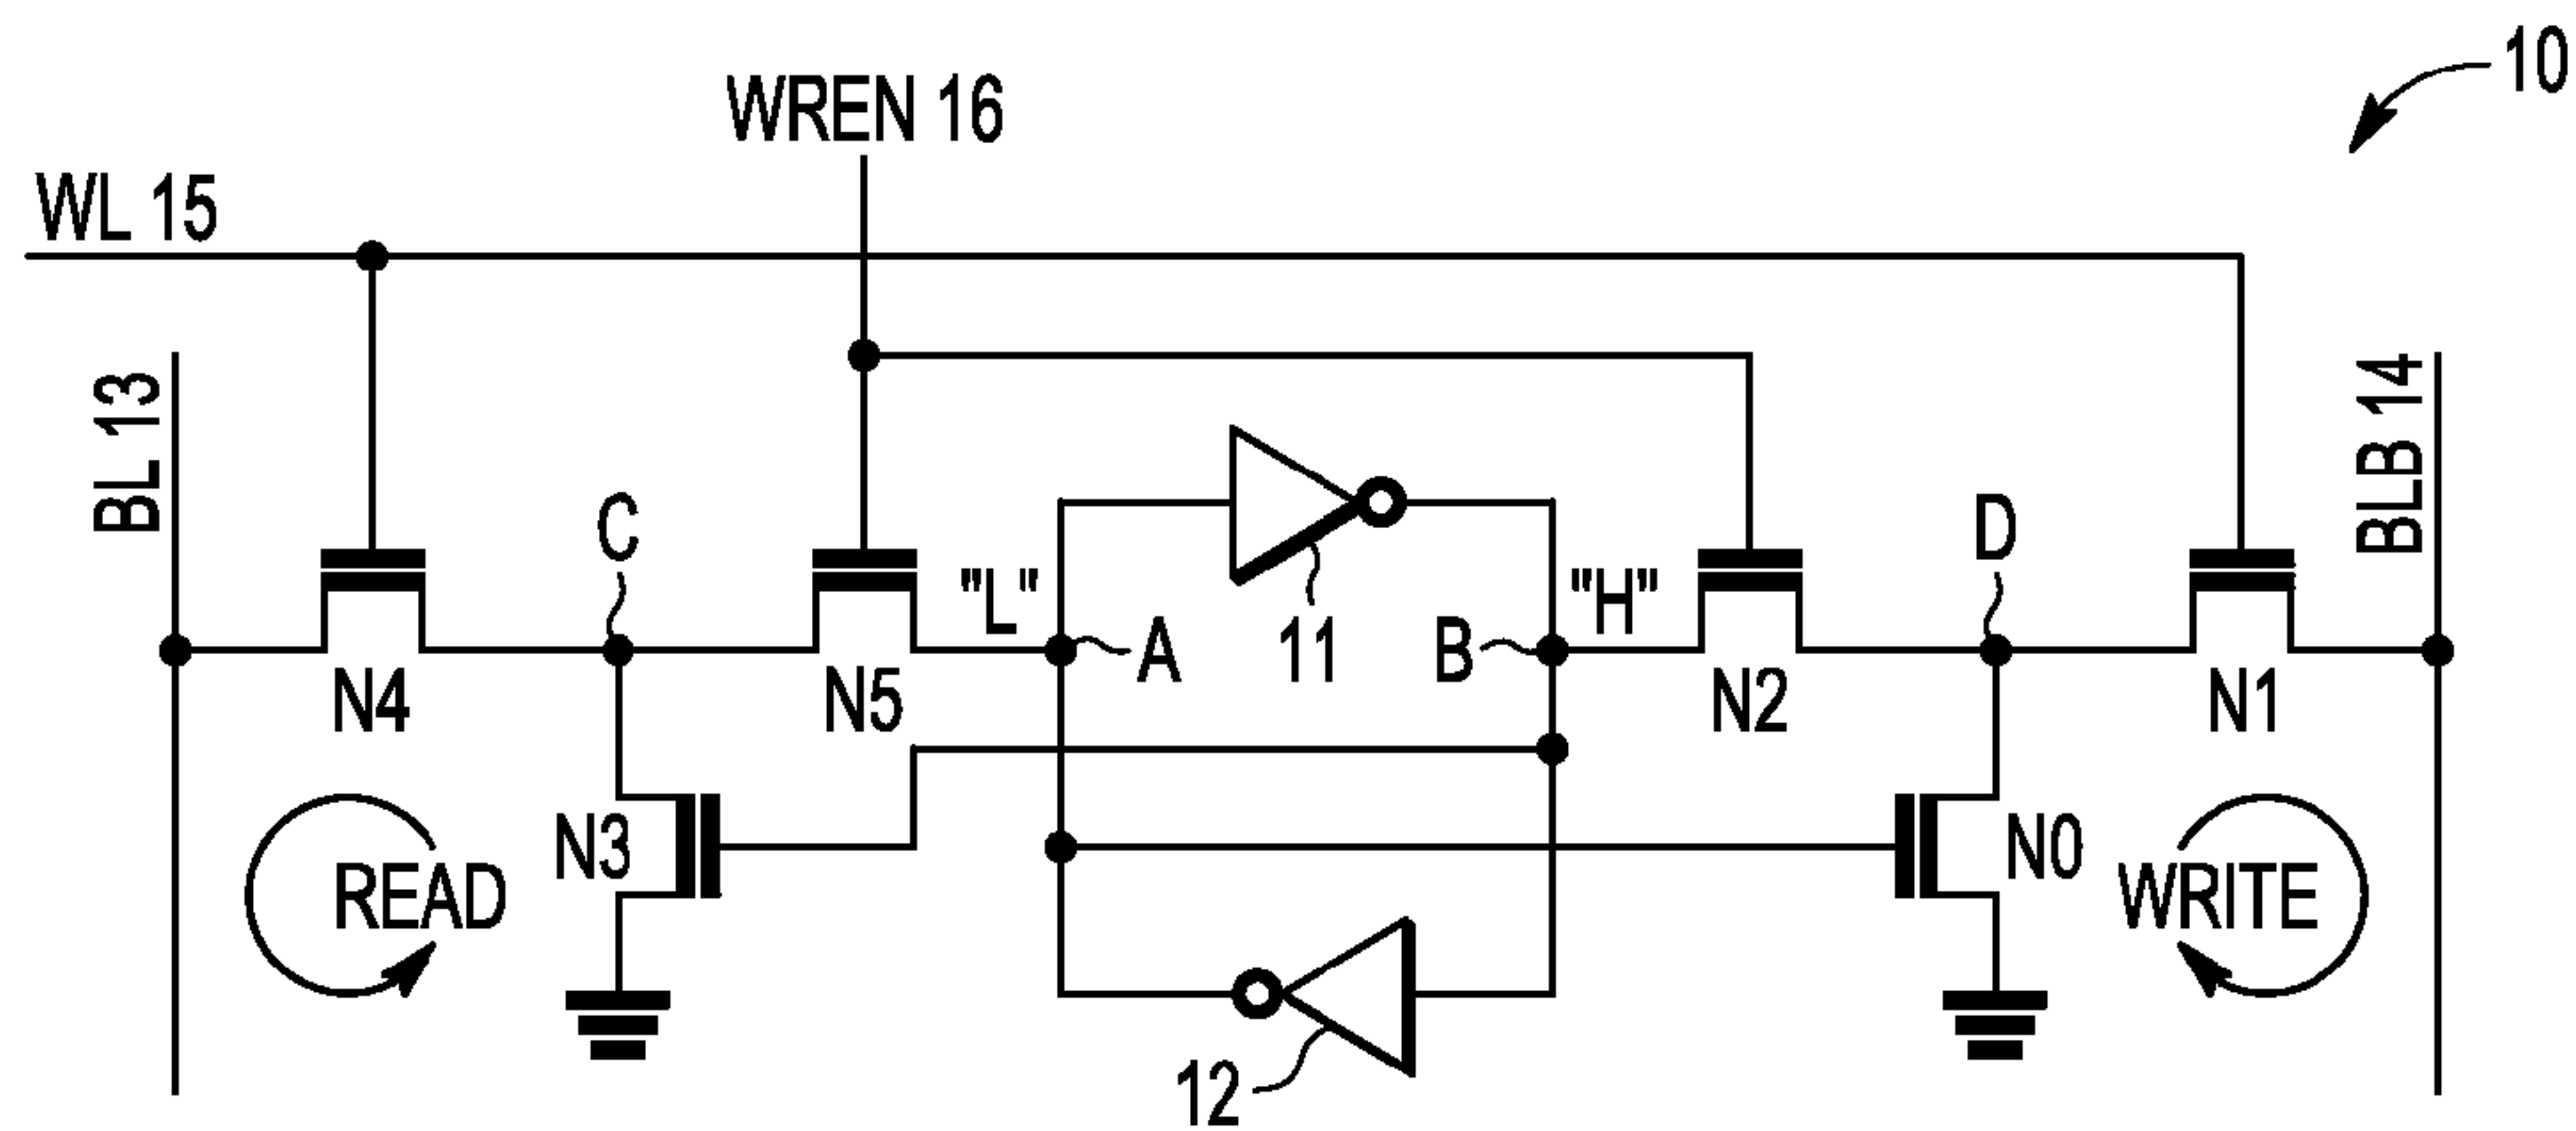 10
WREN 16
WL 15
BL 13
BLB 14
C
D
"L"
"H"
A
11
B
N4
N5
N2
N1
N3
N0
READ
WRITE
12